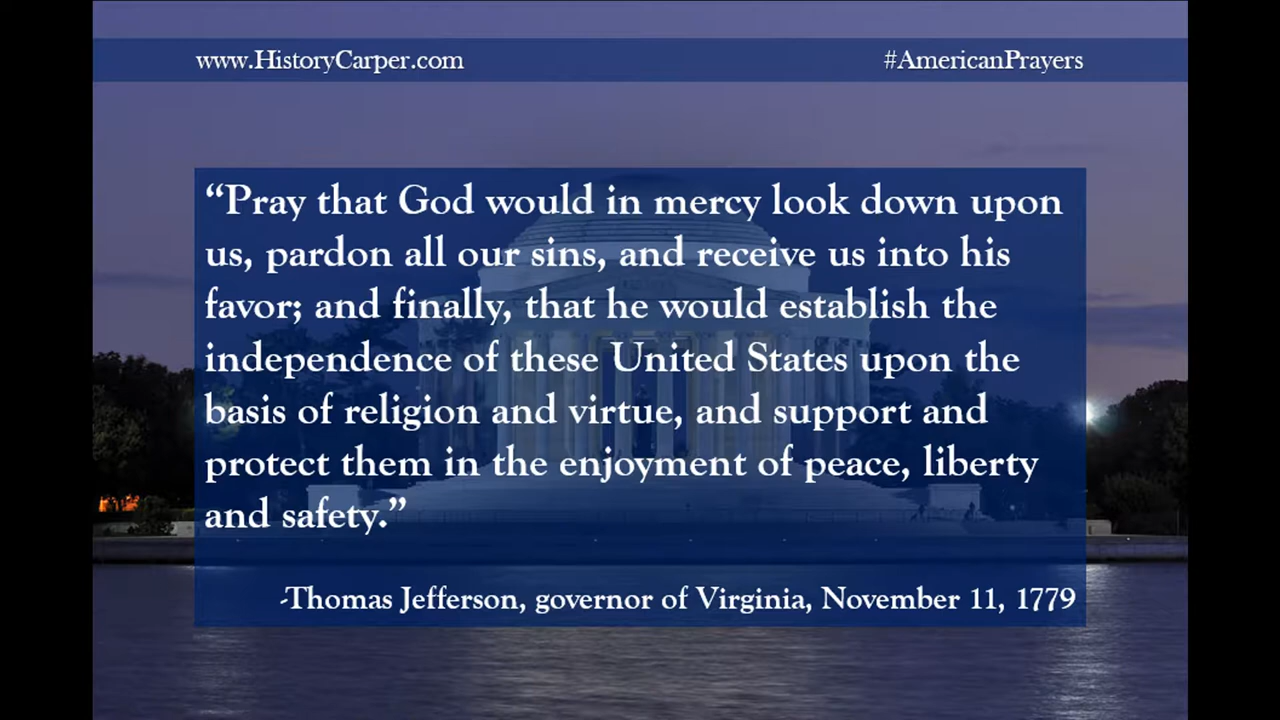 www.HistoryCarper.com
#AmericanPrayers
“Pray that God would in mercy look down upon
us, pardon all our sins, and receive us into his
favor; and finally, that he would establish the
independence of these United States upon the
basis of religion and virtue, and support and
protect them in the enjoyment of peace, liberty
and safety.”
-Thomas Jefferson, governor of Virginia, November 11, 1779